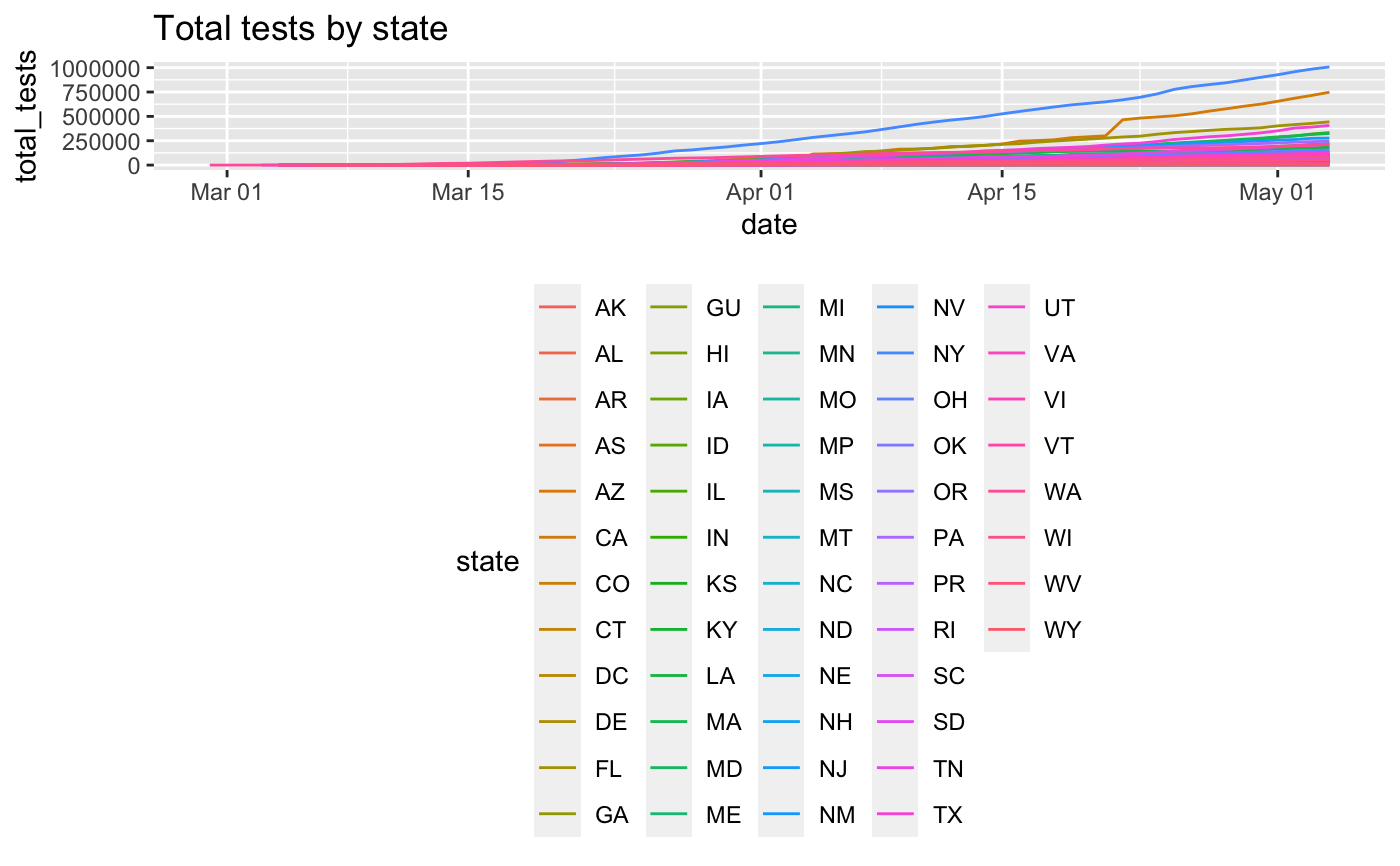 Total tests by state
total_tests
1000000
750000
500000
250000
0
Mar 01 Mar 15 Apr 01 Apr 15 May 01
date
state
AK GU MI NV UT
AL HI MN NY VA
AR IA MO OH VI
AS ID MP OK VT
AZ IL MS OR WA
CA IN MT PA WI
CO KS NC PR WV
CT KY ND RI WY
DC LA NE SC
DE MA NH SD
FL MD NJ TN
GA ME NM TX